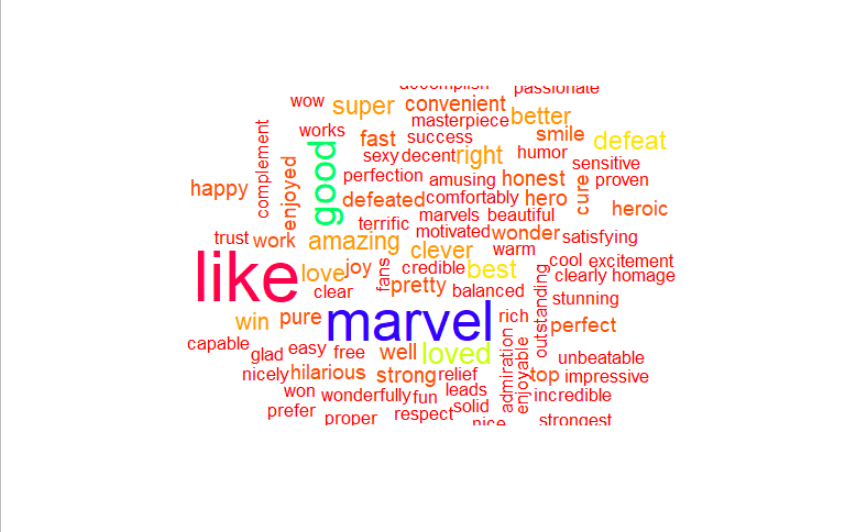 accomplish passionate
wow super convenient better
masterpiece
works fast success smile defeat
complement good sexy decent right humor sensitive
enjoyed perfection amusing honest cure proven
happy defeated comfortably hero heroic
terrific marvels beautiful
trust work amazing motivated wonder satisfying
clever warm
like love joy fans credible best outstanding cool excitement
clear pretty balanced clearly homage
stunning
win pure marvel rich perfect
capable glad easy free well loved admiration enjoyable unbeatable
nicely hilarious strong relief top impressive
won wonderfully fun leads incredible
prefer proper respect solid nice strongest